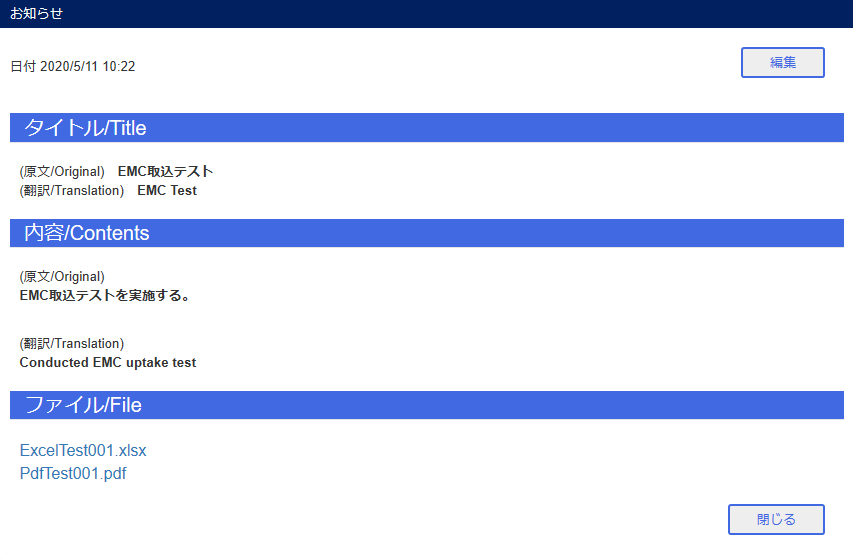 お知らせ
日付 2020/5/11 10:22
編集
タイトル/Title
(原文/Original) EMC取込テスト
(翻訳/Translation) EMC Test
内容/Contents
(原文/Original)
EMC取込テストを実施する。
(翻訳/Translation)
Conducted EMC uptake test
ファイル/File
ExcelTest001.xlsx
PdfTest001.pdf
閉じる